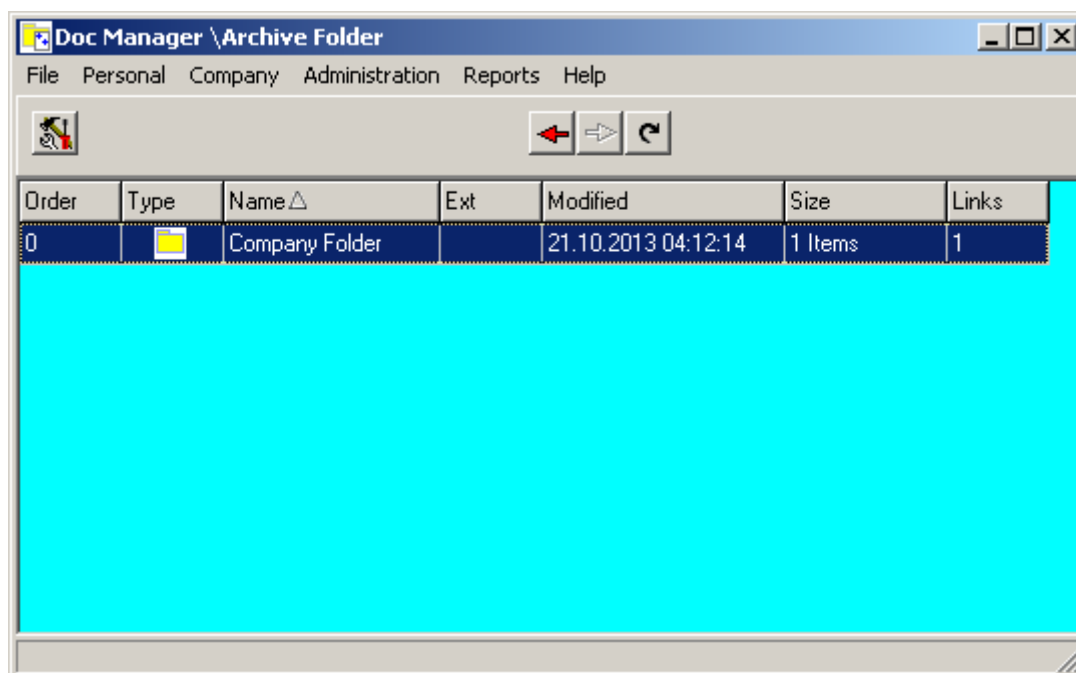 Doc Manager \Archive Folder
File Personal Company Administration Reports Help
Order Type Name Ext Modified Size Links
0 Company Folder 21.10.2013 04:12:14 1 Items 1